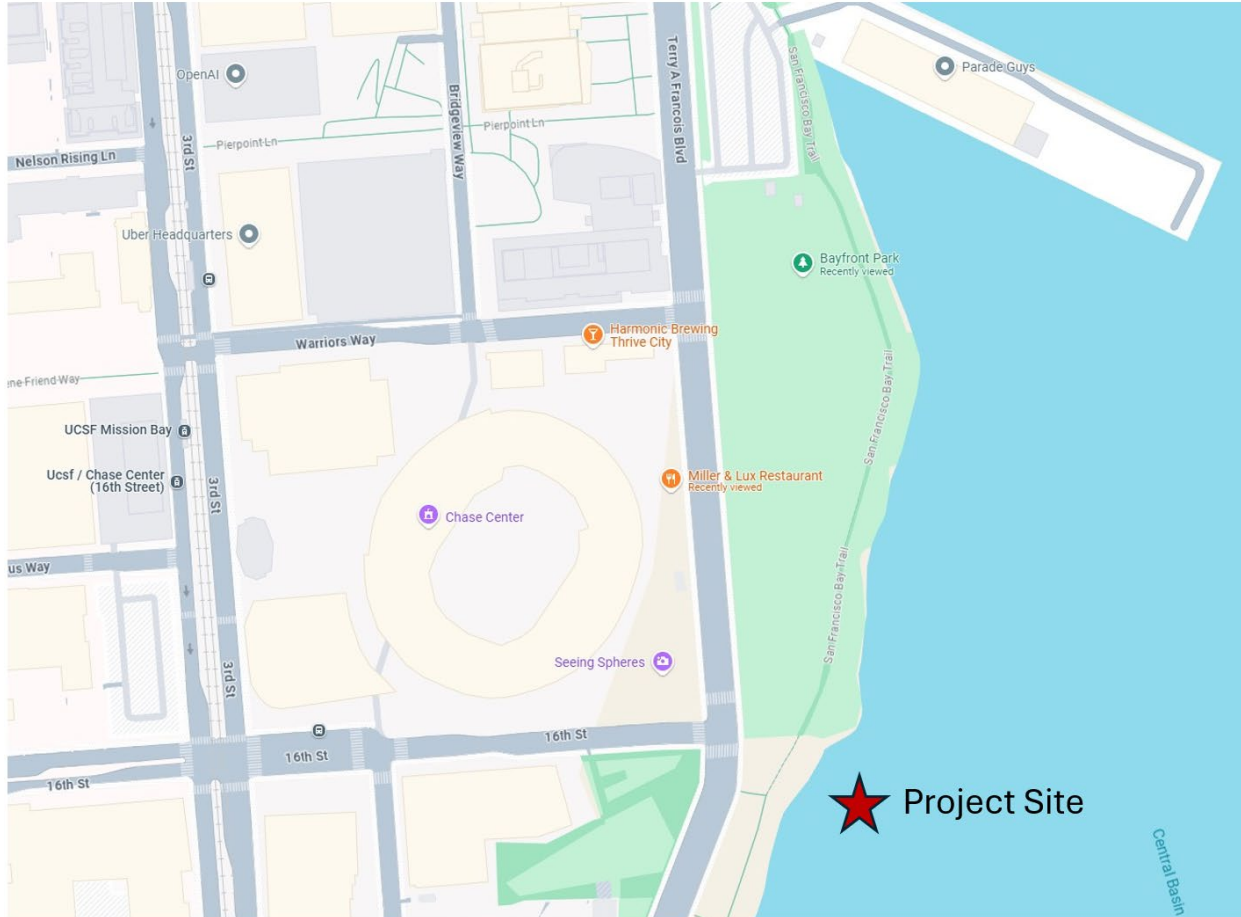 OpenAI
Parade Guys
Terry A Francois Blvd
San Francisco Bay Trail
Bridgeview Way
3rd St
Pierpoint Ln
Pierpoint Ln
Nelson Rising Ln
Uber Headquarters
Bayfront Park
Recently viewed
Warriors Way
Harmonic Brewing
Thrive City
ene Friend Way
San Francisco Bay Trail
UCSF Mission Bay
Ucsf / Chase Center
(16th Street)
3rd St
Miller & Lux Restaurant
Recently viewed
Chase Center
us Way
San Francisco Bay Trail
3rd St
Seeing Spheres
16th St
16th St
16th St
Project Site
Central Basin